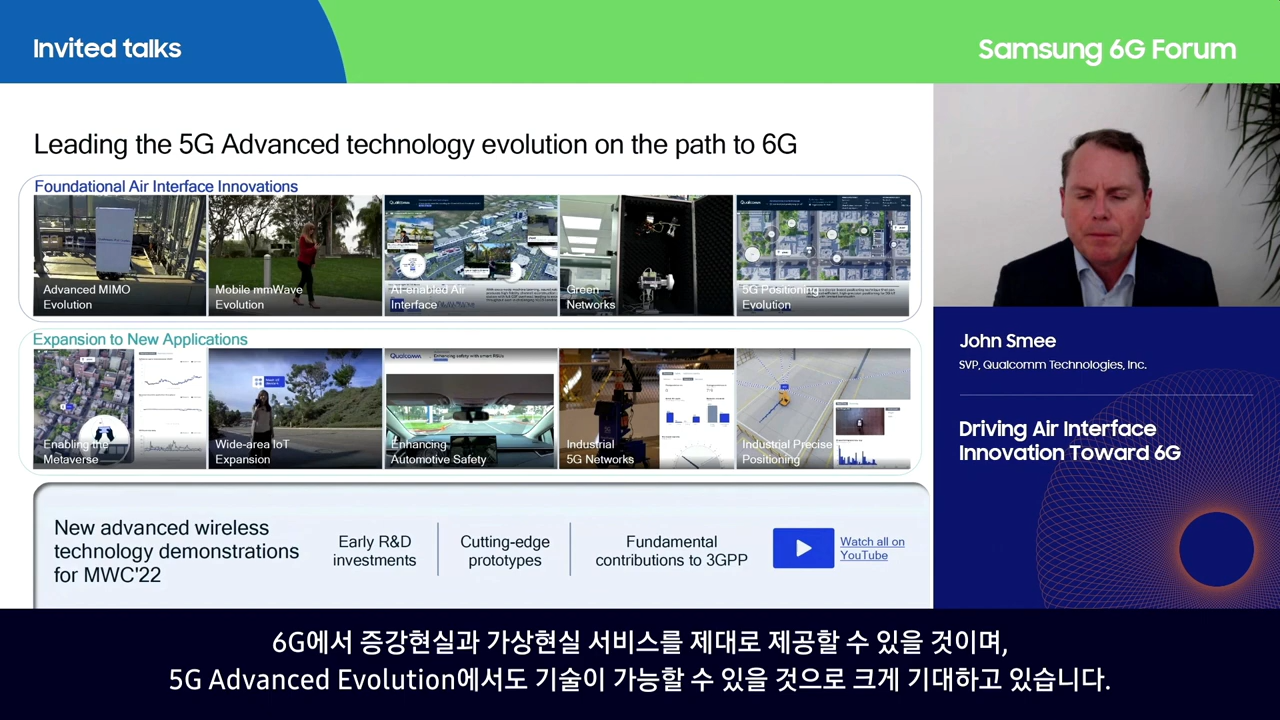 Invited talks
Samsung 6G Forum
Leading the 5G Advanced technology evolution on the path to 6G
Foundational Air Interface Innovations
Advanced MIMO
Evolution
Mobile mmWave
Evolution
Qualcomm
AI-enabled Air
Interface
Green
Networks
5G Positioning
Evolution
Expansion to New Applications
Enabling the
Metaverse
Wide-area IoT
Expansion
Qualcomm
Enhancing safety with smart RSUs
Enhancing
Automotive Safety
Industrial
5G Networks
Industrial Precise
Positioning
New advanced wireless
technology demonstrations
for MWC'22
Early R&D
investments
Cutting-edge
prototypes
Fundamental
contributions to 3GPP
Watch all on
YouTube
John Smee
SVP, Qualcomm Technologies, Inc.
Driving Air Interface
Innovation Toward 6G
6G에서 증강현실과 가상현실 서비스를 제대로 제공할 수 있을 것이며,
5G Advanced Evolution에서도 기술이 가능할 수 있을 것으로 크게 기대하고 있습니다.